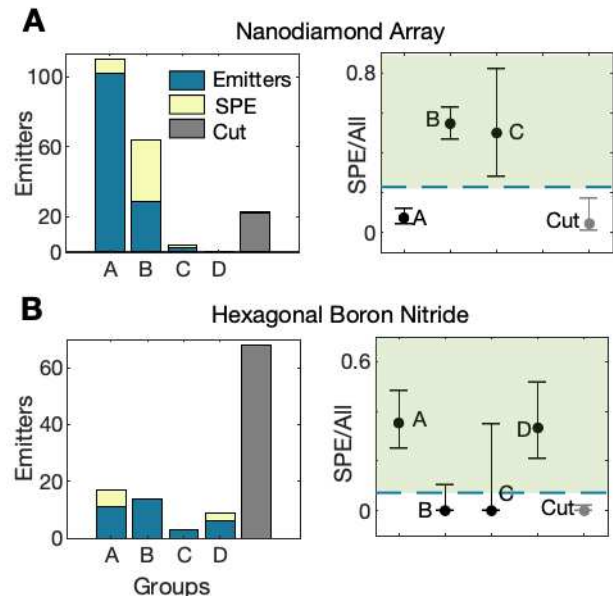 A
Nanodiamond Array
100
60
20
0
Emitters
Emitters
SPE
Cut
A B C D
0.8
0
SPE/All
A
B
C
Cut
B
Hexagonal Boron Nitride
60
40
20
0
Emitters
A B C D
Groups
0.6
0
SPE/All
A
B
C
D
Cut